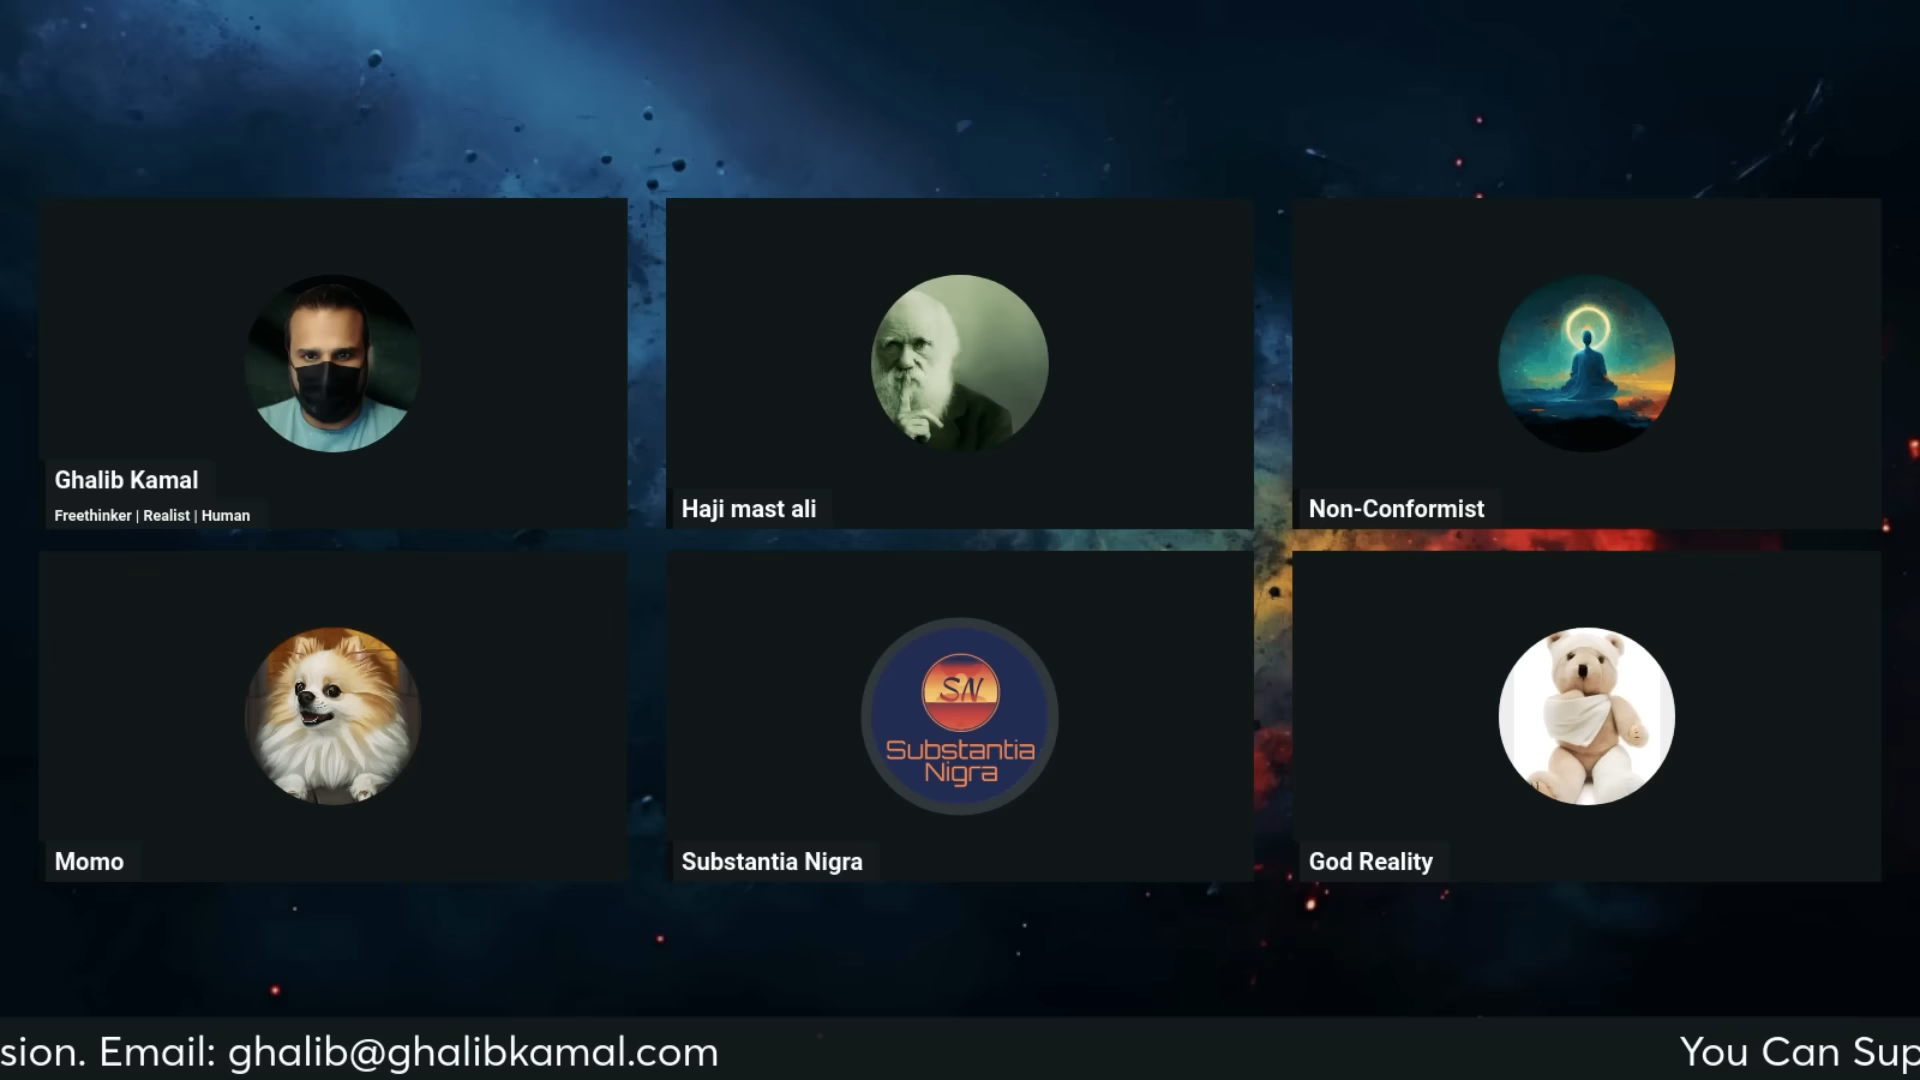 Ghalib Kamal
Freethinker | Realist | Human
Haji mast ali
Non-Conformist
Momo
SN
Substantia
Nigra
Substantia Nigra
God Reality
sion. Email: ghalib@ghalibkamal.com
You Can Sup